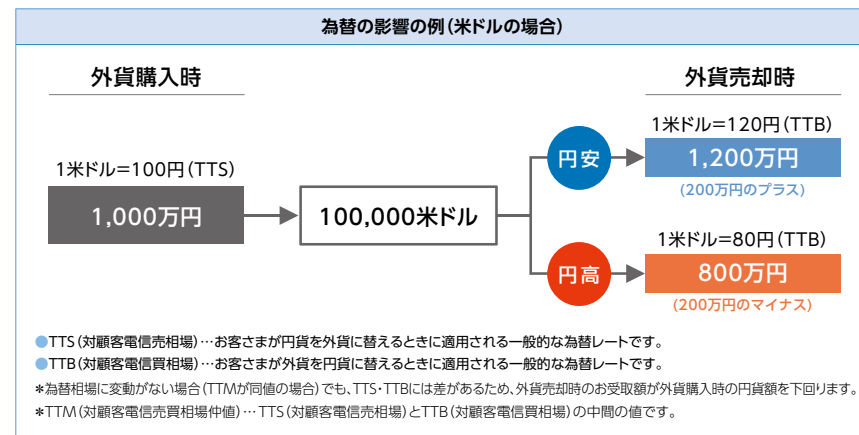 為替の影響の例(米ドルの場合)
外貨購入時
外貨売却時
1米ドル=100円(TTS)
1,000万円
100,000米ドル
円安
1米ドル=120円(TTB)
1,200万円
(200万円のプラス)
円高
1米ドル=80円(TTB)
800万円
(200万円のマイナス)
●TTS(対顧客電信売相場)…お客さまが円貨を外貨に替えるときに適用される一般的な為替レートです。
●TTB(対顧客電信買相場)…お客さまが外貨を円貨に替えるときに適用される一般的な為替レートです。
*為替相場に変動がない場合(TTMが同値の場合)でも、TTS・TTBには差があるため、外貨売却時のお受取額が外貨購入時の円貨額を下回ります。
*TTM(対顧客電信売買相場仲値)…TTS(対顧客電信売相場)とTTB(対顧客電信買相場)の中間の値です。